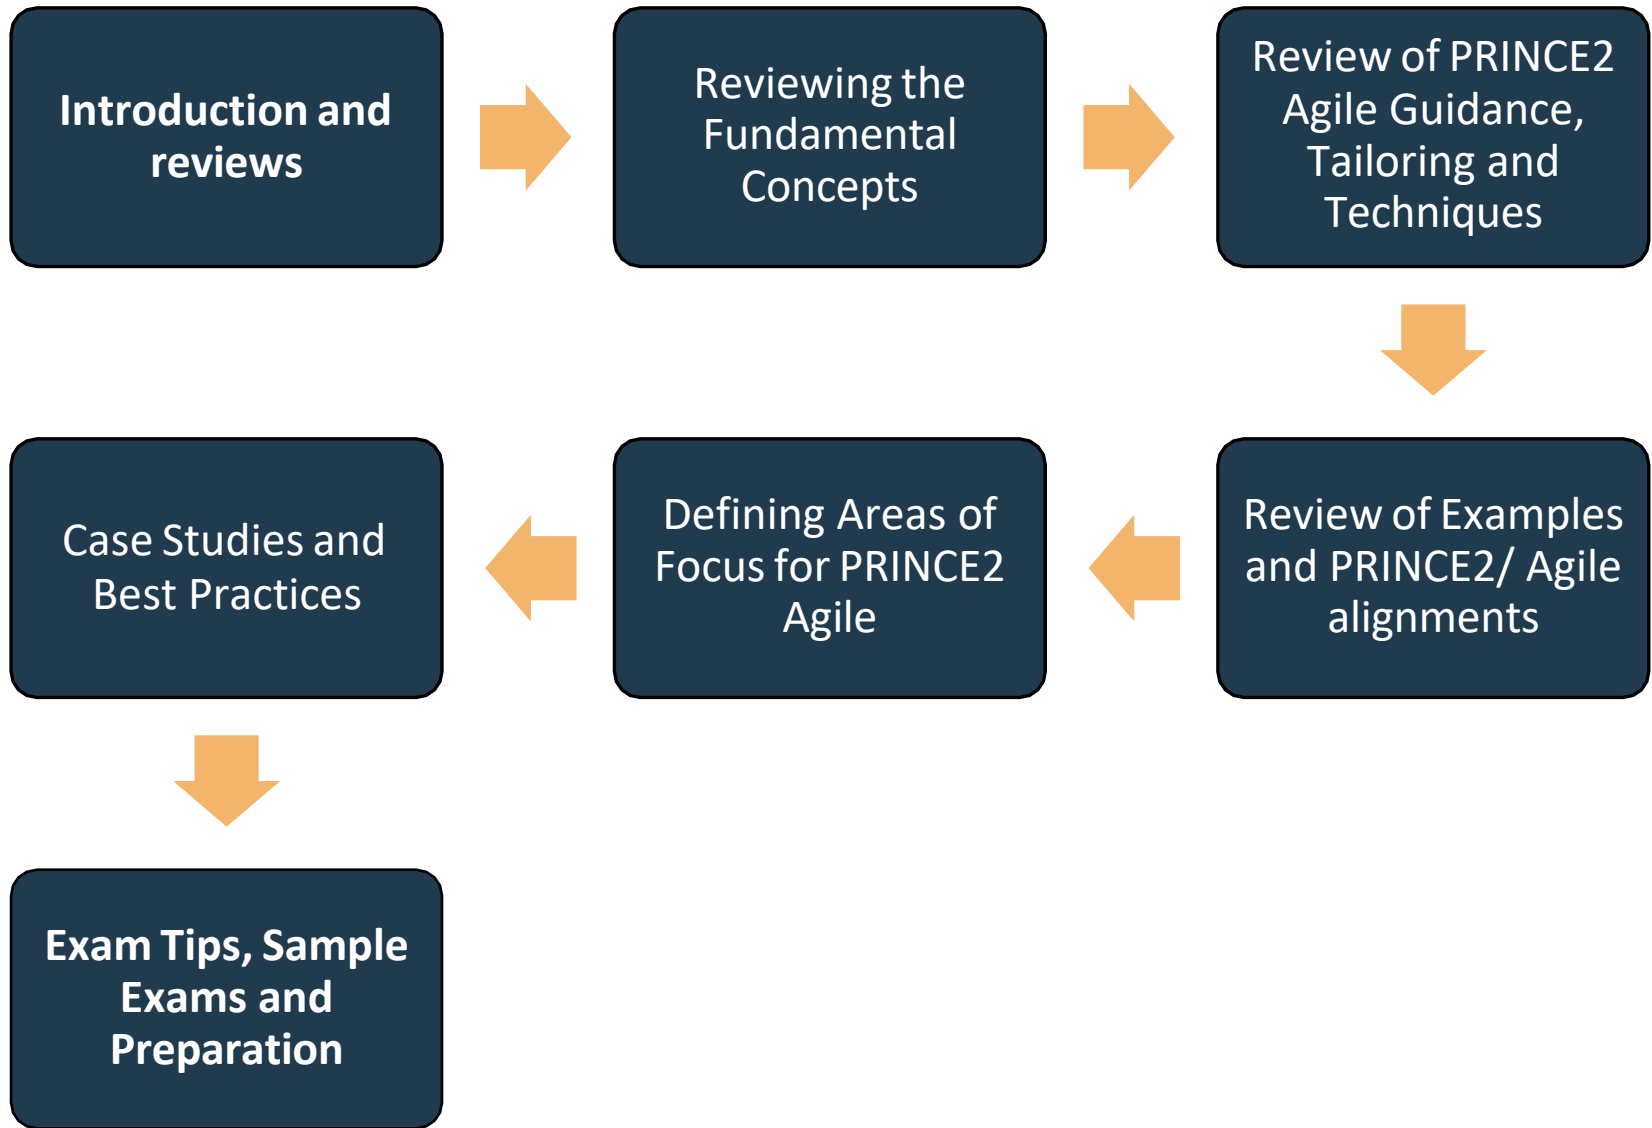 Introduction and
reviews
Reviewing the
Fundamental
Concepts
Review of PRINCE2
Agile Guidance,
Tailoring and
Techniques
Review of Examples
and PRINCE2/ Agile
alignments
Defining Areas of
Focus for PRINCE2
Agile
Case Studies and
Best Practices
Exam Tips, Sample
Exams and
Preparation